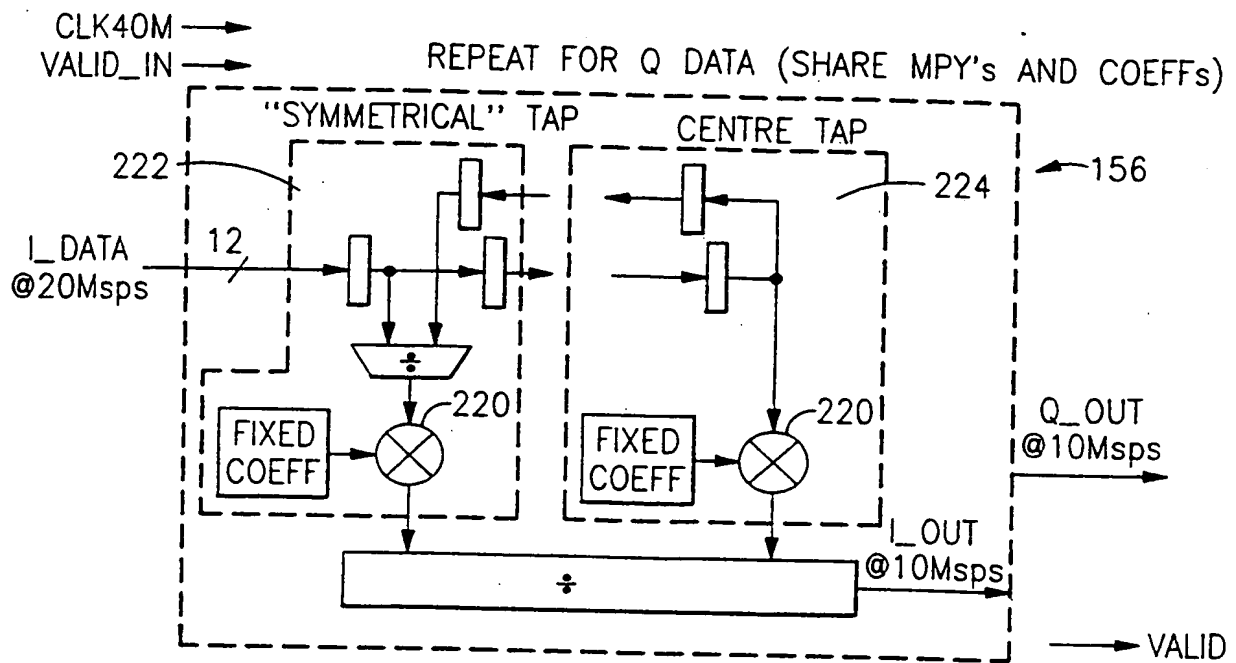 CLK40M
VALID_IN
REPEAT FOR Q DATA (SHARE MPY's AND COEFFs)
"SYMMETRICAL" TAP
CENTRE TAP
222
224
156
I_DATA
@20Msps
12
÷
220
220
FIXED
COEFF
FIXED
COEFF
Q_OUT
@10Msps
I_OUT
@10Msps
÷
VALID